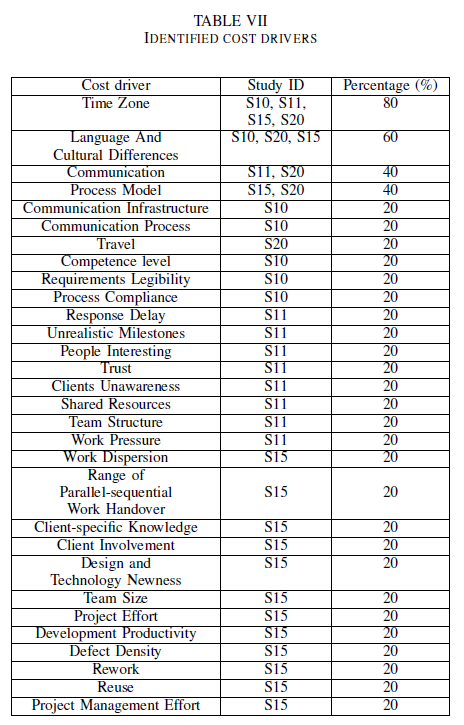 TABLE VII
IDENTIFIED COST DRIVERS
Cost driver Study ID Percentage (%)
Time Zone S10, S11, 80
S15, S20
Language And S10, S20, S15 60
Cultural Differences
Communication S11, S20 40
Process Model S15, S20 40
Communication Infrastructure S10 20
Communication Process S10 20
Travel S20 20
Competence level S10 20
Requirements Legibility S10 20
Process Compliance S10 20
Response Delay S11 20
Unrealistic Milestones S11 20
People Interesting S11 20
Trust S11 20
Clients Unawareness S11 20
Shared Resources S11 20
Team Structure S11 20
Work Pressure S11 20
Work Dispersion S15 20
Range of
Parallel-sequential S15 20
Work Handover
Client-specific Knowledge S15 20
Client Involvement S15 20
Design and S15 20
Technology Newness
Team Size S15 20
Project Effort S15 20
Development Productivity S15 20
Defect Density S15 20
Rework S15 20
Reuse S15 20
Project Management Effort S15 20